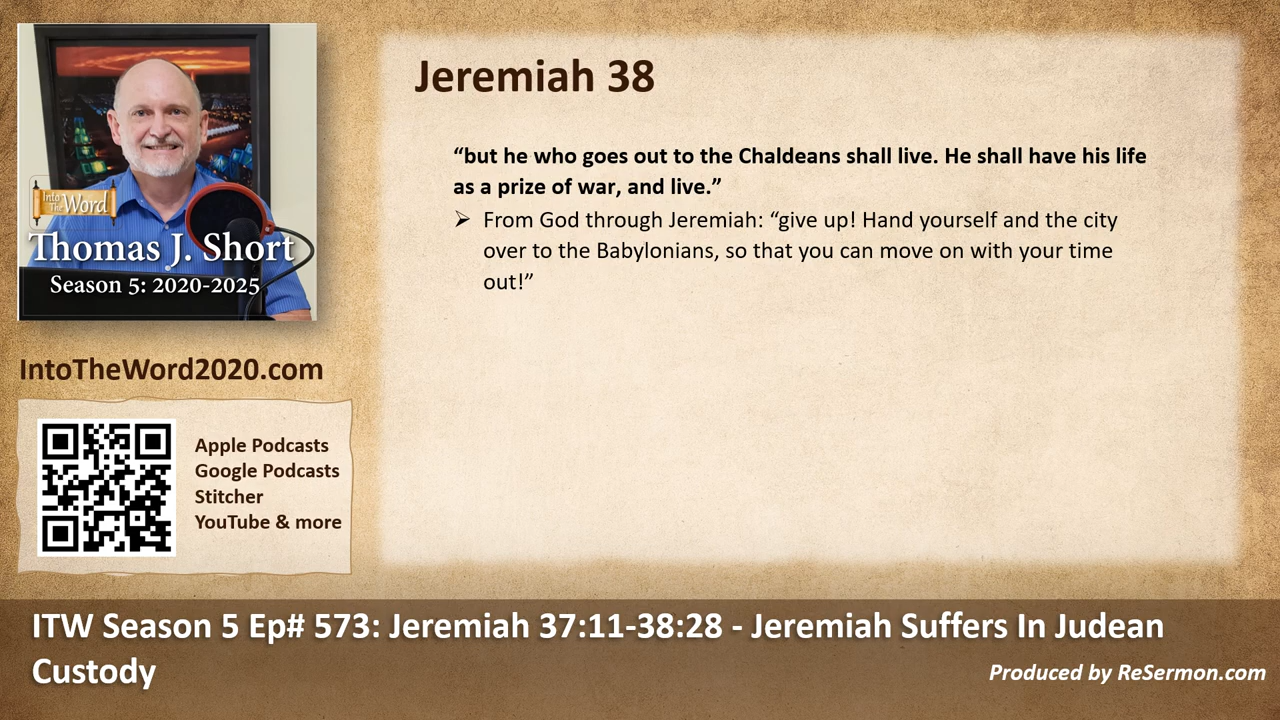 Into
The Word
Thomas J. Short
Season 5: 2020-2025
IntoTheWord2020.com
Apple Podcasts
Google Podcasts
Stitcher
YouTube & more
Jeremiah 38
“but he who goes out to the Chaldeans shall live. He shall have his life
as a prize of war, and live.”
➢ From God through Jeremiah: “give up! Hand yourself and the city
over to the Babylonians, so that you can move on with your time
out!”
ITW Season 5 Ep# 573: Jeremiah 37:11-38:28 - Jeremiah Suffers In Judean
Custody
Produced by ReSermon.com